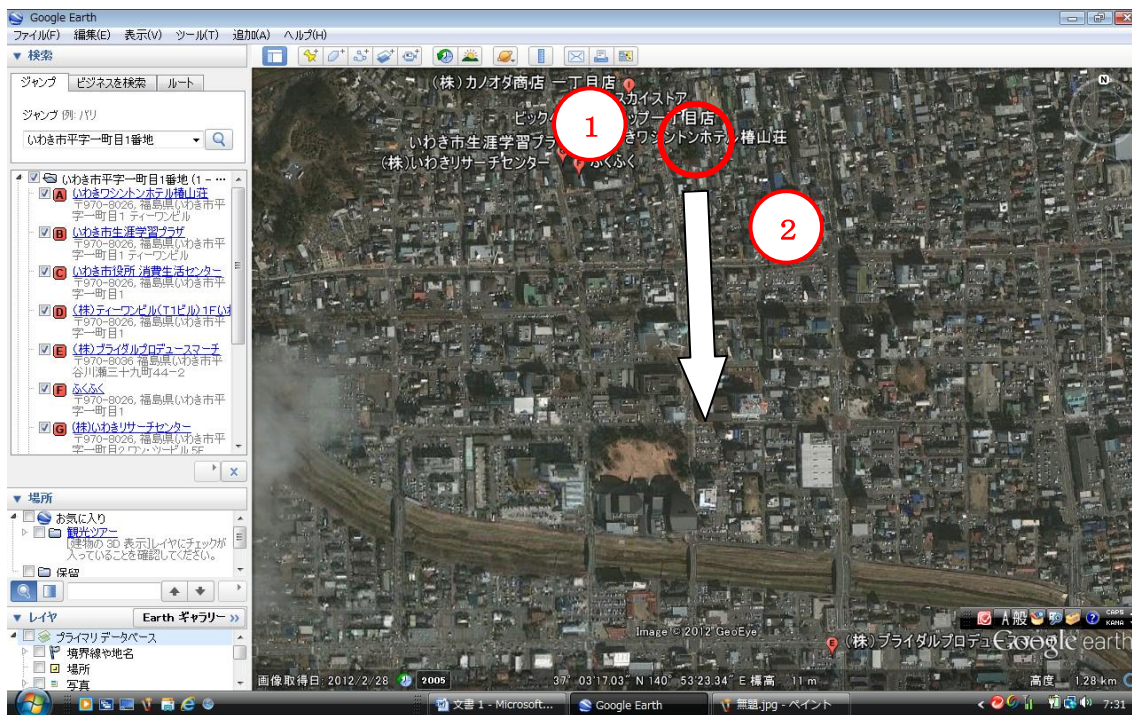 Google Earth
ファイル(F) 編集(E) 表示(V) ツール(T) 追加(A) ヘルプ(H)
▼ 検索
ジャンプ ビジネスを検索 ルート
ジャンプ 例: パリ
いわき市平字一町目1番地
いわき市平字一町目1番地 (1 - …
A いわきワシントンホテル椿山荘
〒970-8026, 福島県いわき市平
字一町目1 ティーワンビル
B いわき市生涯学習プラザ
〒970-8026, 福島県いわき市平
字一町目1 ティーワンビル
C いわき市役所 消費生活センター
〒970-8026, 福島県いわき市平
字一町目1
D (株)ティーワンビル(T1ビル)1F
〒970-8026, 福島県いわき市平
字一町目1
E (株)ブライダルプロデュースマーチ
〒970-8036 福島県いわき市平
谷川瀬三十九町44-2
F ふくふく
〒970-8026, 福島県いわき市平
字一町目1
G (株)いわきリサーチセンター
〒970-8026, 福島県いわき市平
字一町目2 ワン・ツービル 5F
▼ 場所
お気に入り
観光ツアー
[建物の 3D 表示]レイヤにチェックが
入っていることを確認してください。
保留
▼ レイヤ Earth ギャラリー >>
プライマリ データベース
境界線や地名
場所
写真
(株)カノオダ商店 一丁目店
スカイストア
ビック
ップ一丁目店
いわき市生涯学習プラ
きワシントンホテル椿山荘
(株)いわきリサーチセンター
ふくふく
1
2
N
Image © 2012 GeoEye
E (株)ブライダルプロデュ
Google earth
A 般 CAPS
KANA
画像取得日: 2012/2/28 2005 37° 03'17.03" N 140° 53'23.34" E 標高 11 m 高度 1.28 km
文書 1 - Microsoft... Google Earth 無題.jpg - ペイント 7:31